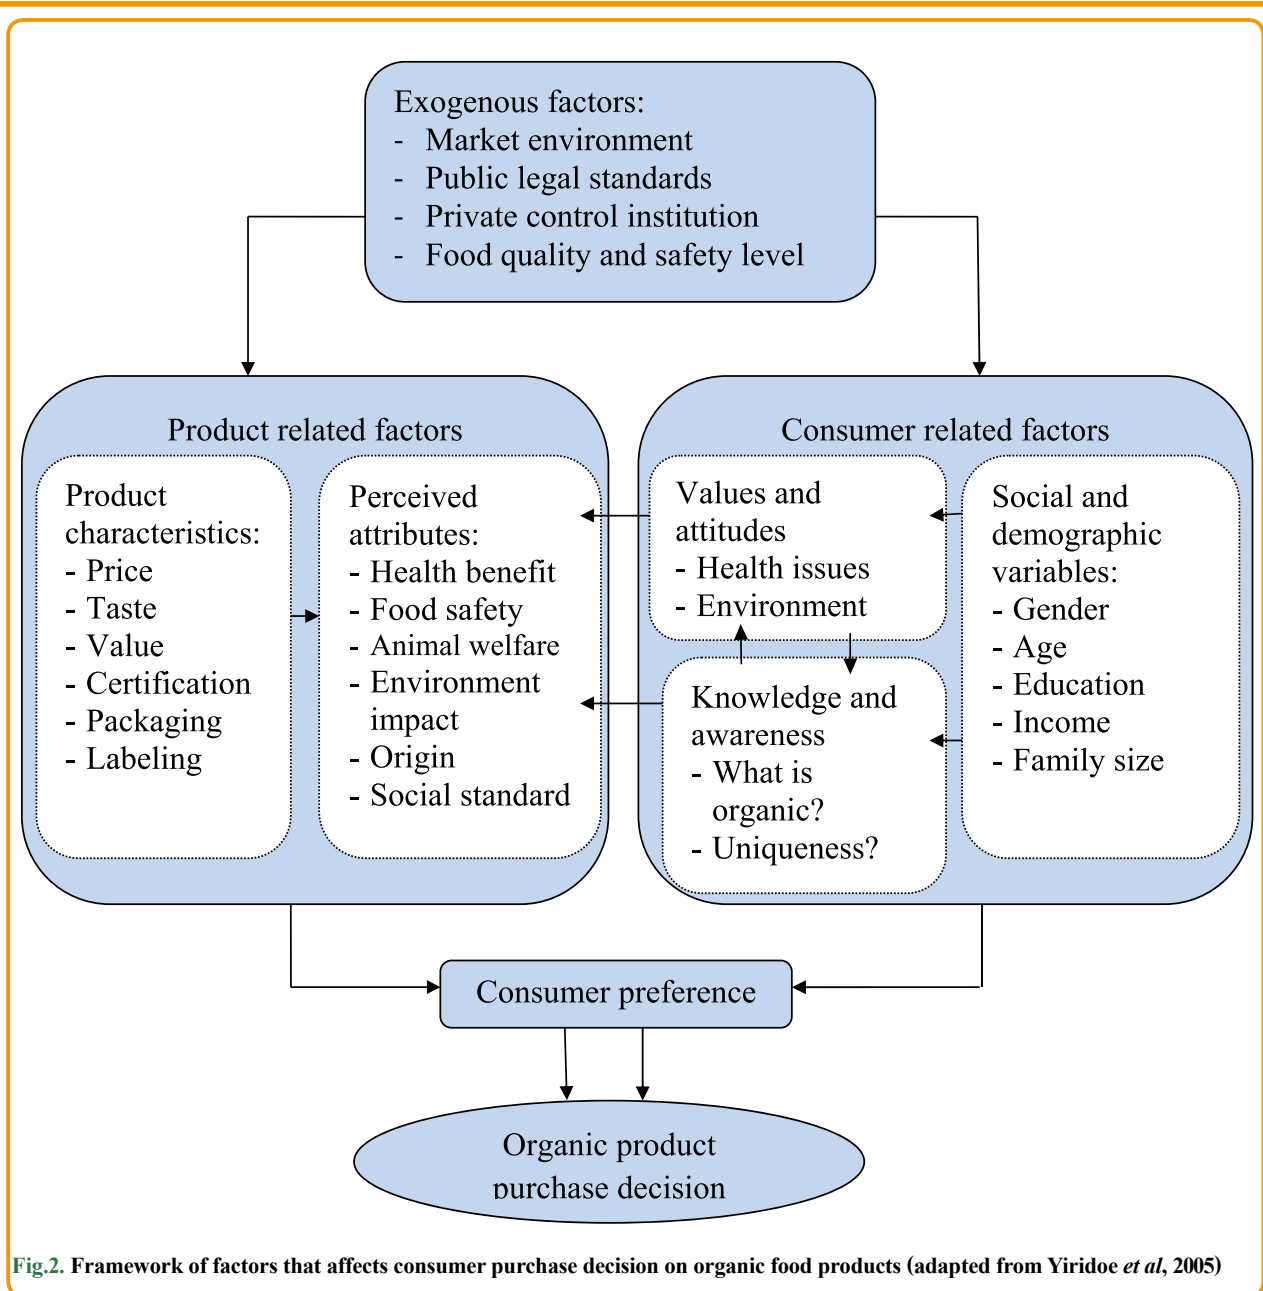 Exogenous factors:
- Market environment
- Public legal standards
- Private control institution
- Food quality and safety level
Product related factors
Product
characteristics:
- Price
- Taste
- Value
- Certification
- Packaging
- Labeling
Perceived
attributes:
- Health benefit
- Food safety
- Animal welfare
- Environment
impact
- Origin
- Social standard
Consumer related factors
Values and
attitudes
- Health issues
- Environment
Knowledge and
awareness
- What is
organic?
- Uniqueness?
Social and
demographic
variables:
- Gender
- Age
- Education
- Income
- Family size
Consumer preference
Organic product
purchase decision
Fig.2. Framework of factors that affects consumer purchase decision on organic food products (adapted from Yiridoe et al, 2005)